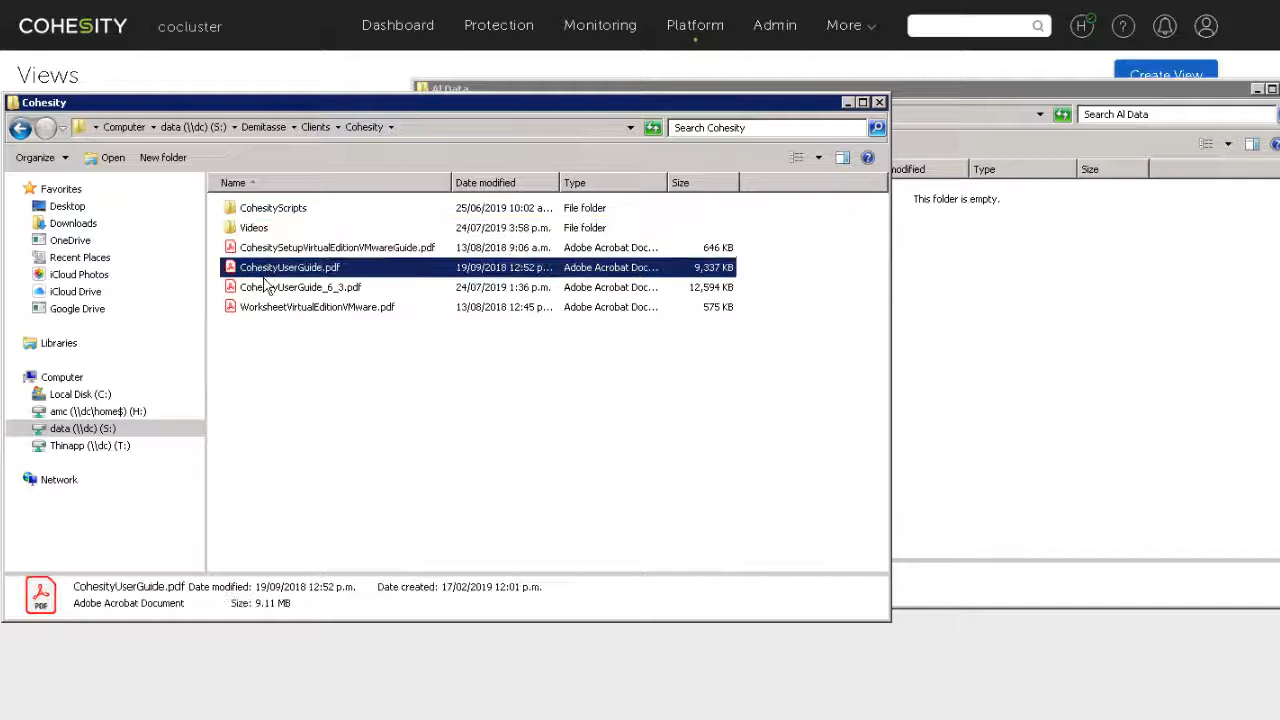 COHESITY cocluster Dashboard Protection Monitoring Platform Admin More
Views
Create View
AI Data
Cohesity
Computer data (\\dc) (S:) Demitasse Clients Cohesity
Search Cohesity
Search AI Data
Organize Open New folder
Name Date modified Type Size
odified Type Size
This folder is empty.
Favorites
Desktop
Downloads
OneDrive
Recent Places
iCloud Photos
iCloud Drive
Google Drive
Libraries
Computer
Local Disk (C:)
amc (\\dc\home$) (H:)
data (\\dc) (S:)
Thinapp (\\dc) (T:)
Network
CohesityScripts 25/06/2019 10:02 a... File folder
Videos 24/07/2019 3:58 p.m. File folder
CohesitySetupVirtualEditionVMwareGuide.pdf 13/08/2018 9:06 a.m. Adobe Acrobat Doc... 646 KB
CohesityUserGuide.pdf 19/09/2018 12:52 p... Adobe Acrobat Doc... 9,337 KB
CohesityUserGuide_6_3.pdf 24/07/2019 1:36 p.m. Adobe Acrobat Doc... 12,594 KB
WorksheetVirtualEditionVMware.pdf 13/08/2018 12:45 p... Adobe Acrobat Doc... 575 KB
CohesityUserGuide.pdf Date modified: 19/09/2018 12:52 p.m. Date created: 17/02/2019 12:01 p.m.
Adobe Acrobat Document Size: 9.11 MB
PDF